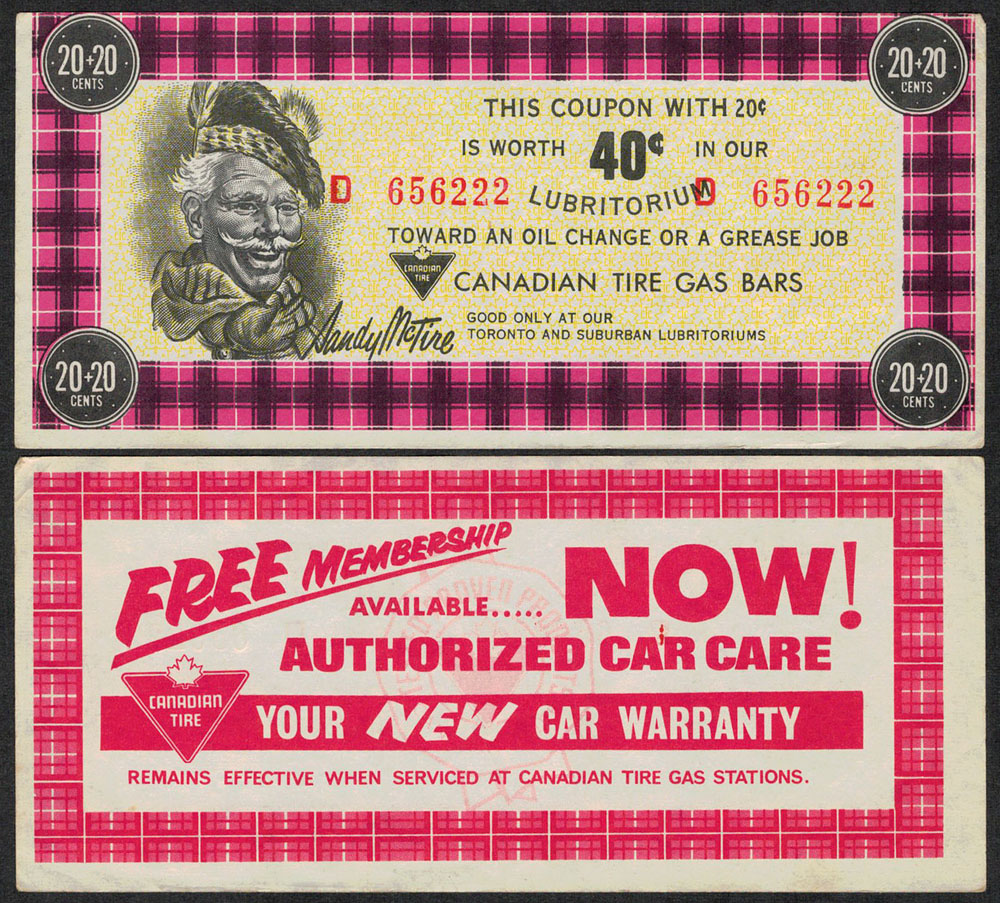 20+20 CENTS
20+20 CENTS
THIS COUPON WITH 20¢
IS WORTH 40¢ IN OUR
D 656222 LUBRITORIUM D 656222
TOWARD AN OIL CHANGE OR A GREASE JOB
CANADIAN TIRE
CANADIAN TIRE GAS BARS
Sandy McTire
GOOD ONLY AT OUR
TORONTO AND SUBURBAN LUBRITORIUMS
20+20 CENTS
20+20 CENTS
FREE MEMBERSHIP
AVAILABLE..... NOW!
AUTHORIZED CAR CARE
CANADIAN TIRE
YOUR NEW CAR WARRANTY
REMAINS EFFECTIVE WHEN SERVICED AT CANADIAN TIRE GAS STATIONS.